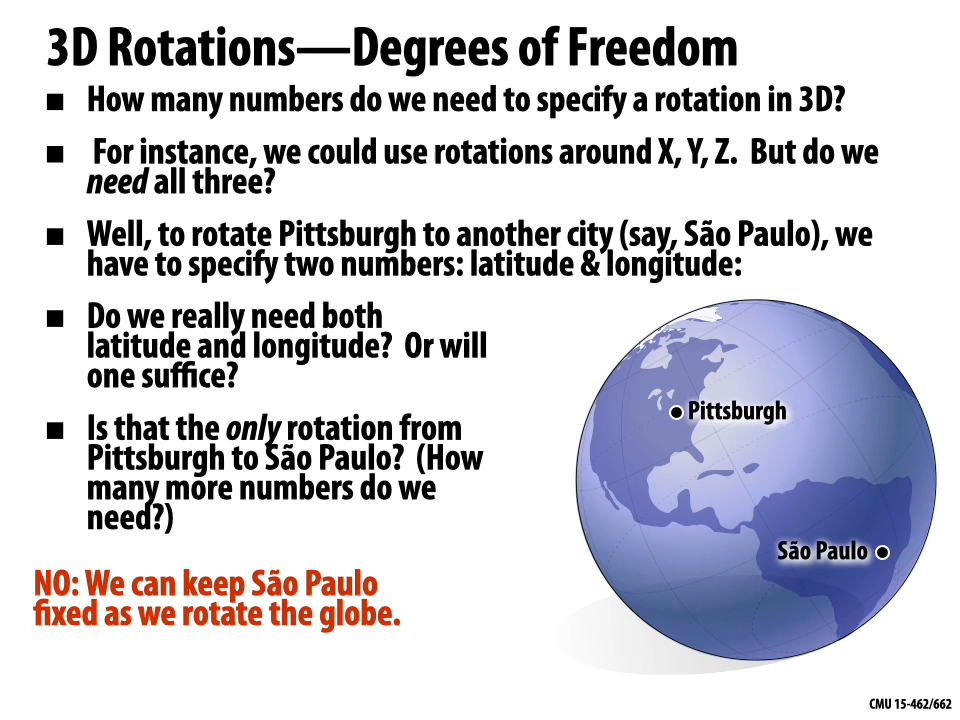 3D Rotations—Degrees of Freedom
■ How many numbers do we need to specify a rotation in 3D?
■ For instance, we could use rotations around X, Y, Z. But do we
need all three?
■ Well, to rotate Pittsburgh to another city (say, São Paulo), we
have to specify two numbers: latitude & longitude:
■ Do we really need both
latitude and longitude? Or will
one suffice?
■ Is that the only rotation from
Pittsburgh to São Paulo? (How
many more numbers do we
need?)
NO: We can keep São Paulo
fixed as we rotate the globe.
Pittsburgh
São Paulo
CMU 15-462/662